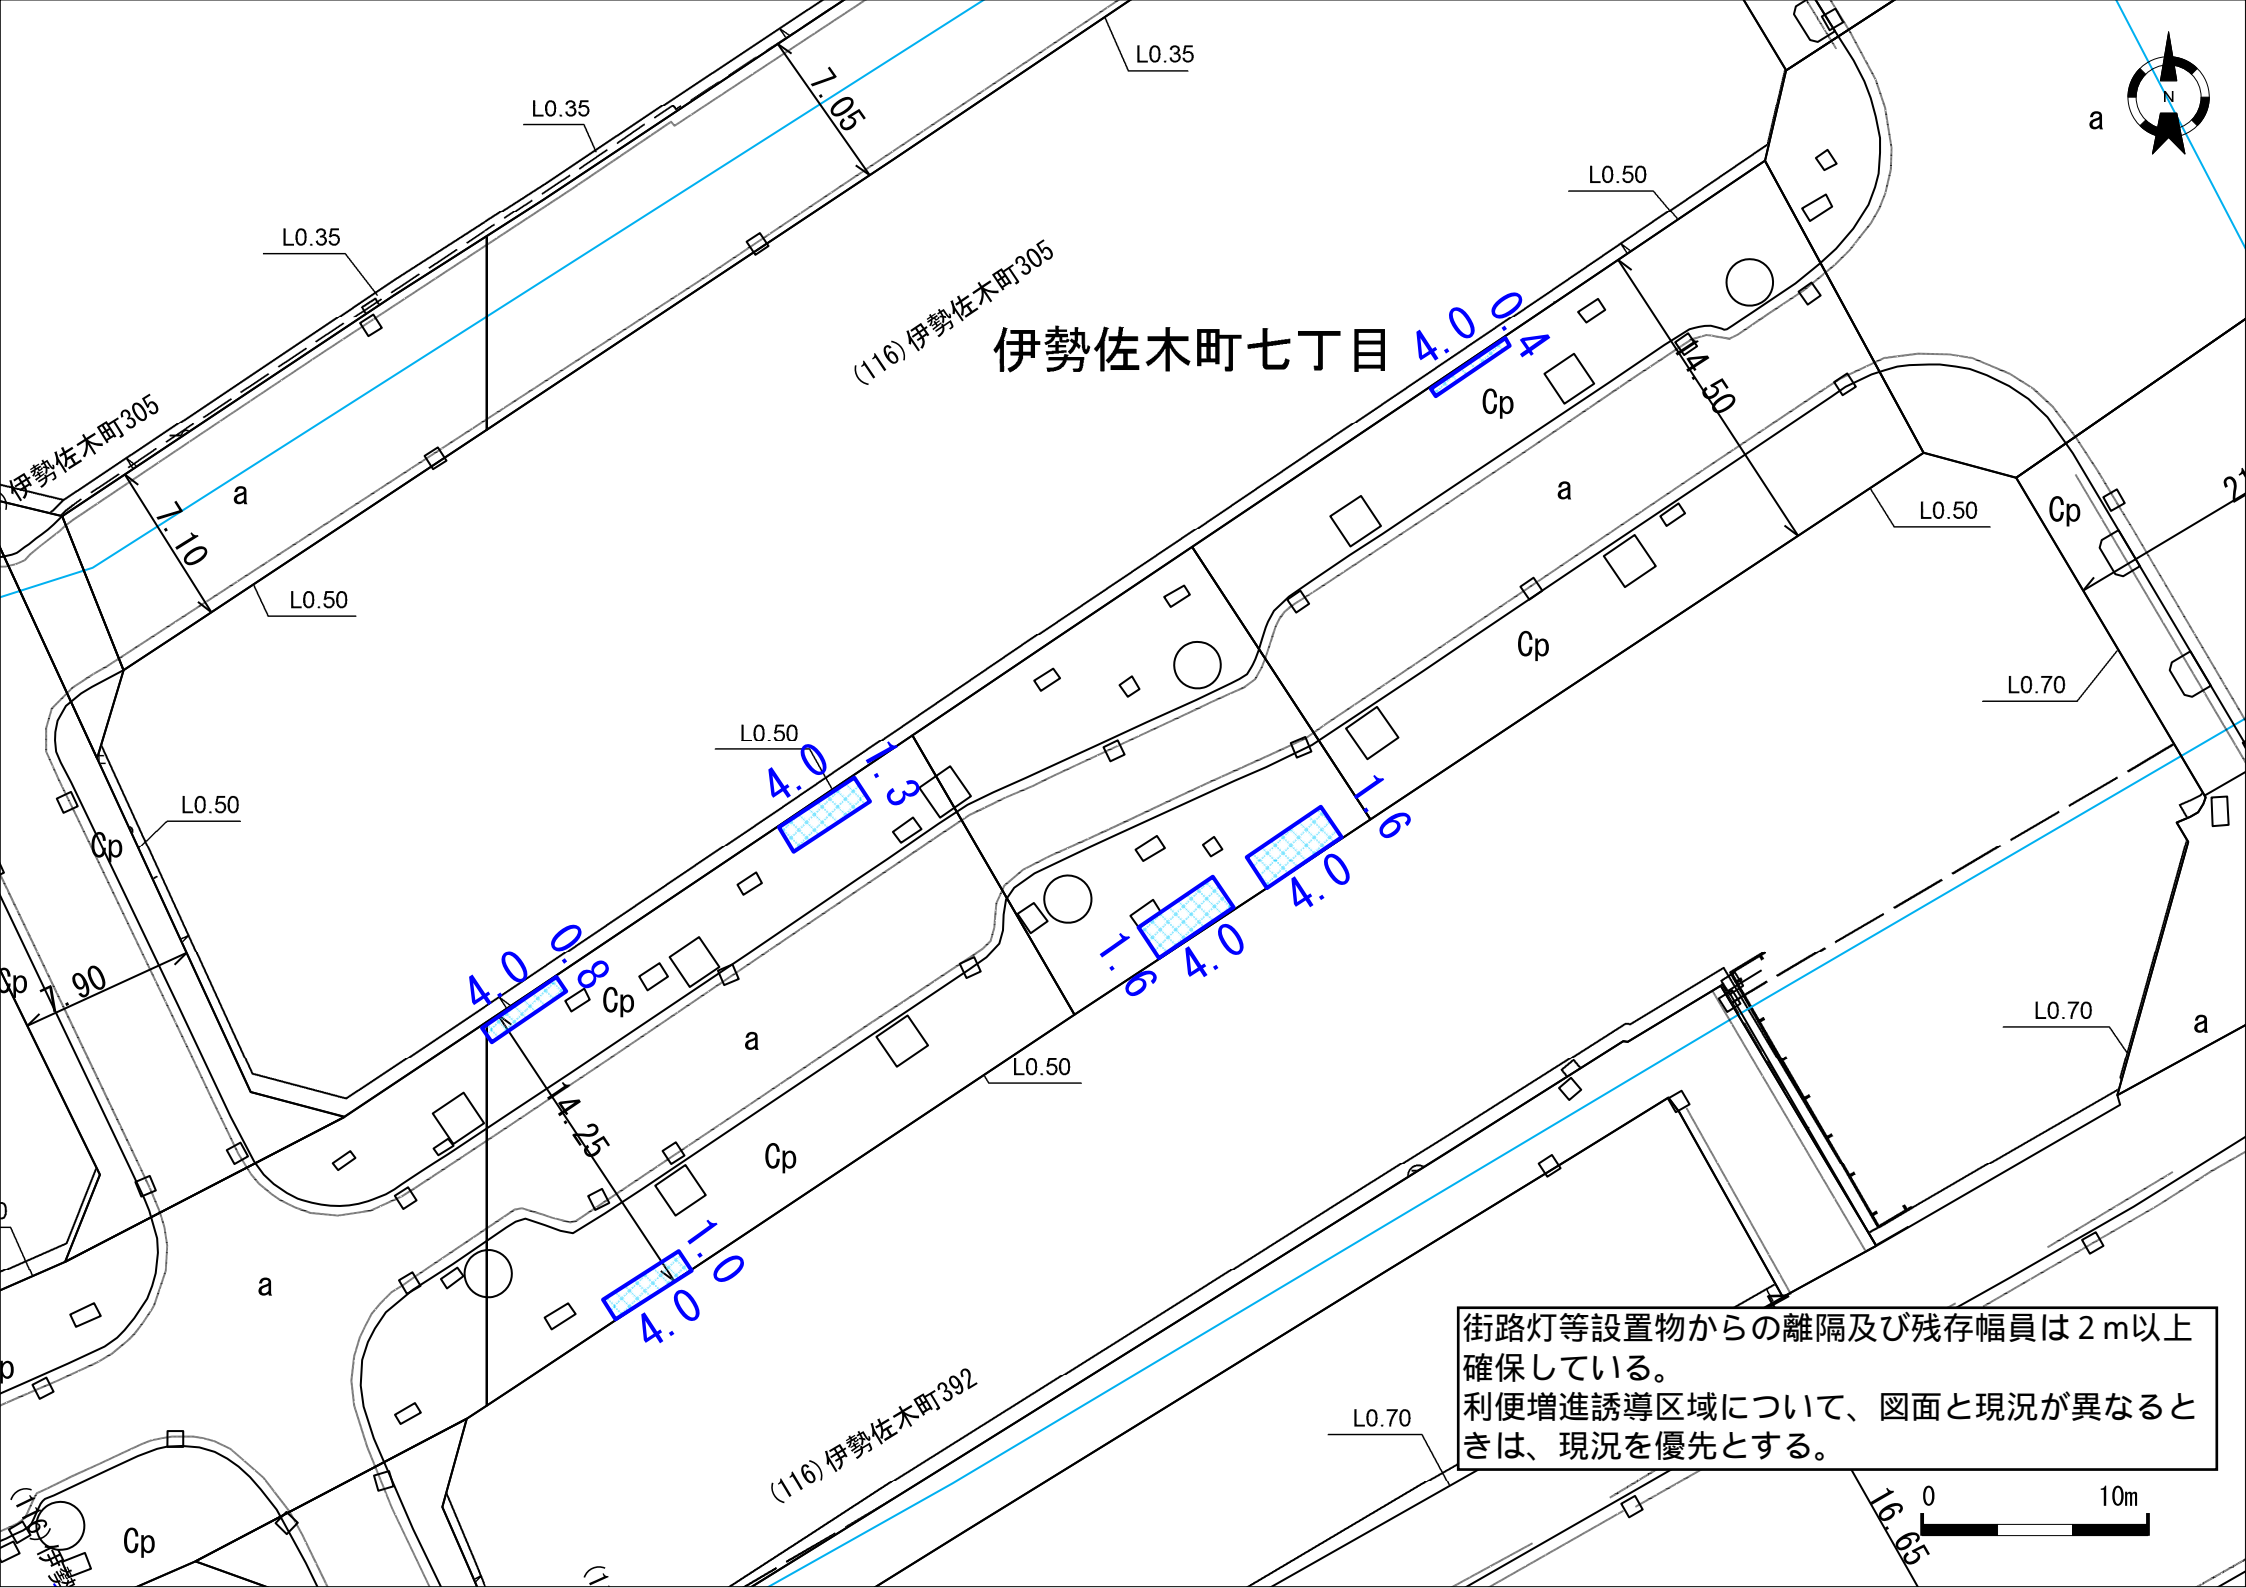 L0.35
7.05
L0.35
L0.35
N
a
L0.50
(116)伊勢佐木町305
伊勢佐木町七丁目
4.0
0.4
Cp
14.50
伊勢佐木町305
a
7.10
a
L0.50
Cp
21
L0.50
Cp
L0.70
L0.50
4.0
1.3
L0.50
Cp
1.6
4.0
1.6
4.0
4.0
0.8
Cp
Cp
7.90
a
L0.50
L0.70
a
14.25
Cp
1.0
4.0
a
(116)伊勢佐木町392
街路灯等設置物からの離隔及び残存幅員は２ｍ以上
確保している。
利便増進誘導区域について、図面と現況が異なると
きは、現況を優先とする。
L0.70
0 10m
16.65
Cp
(116)伊勢